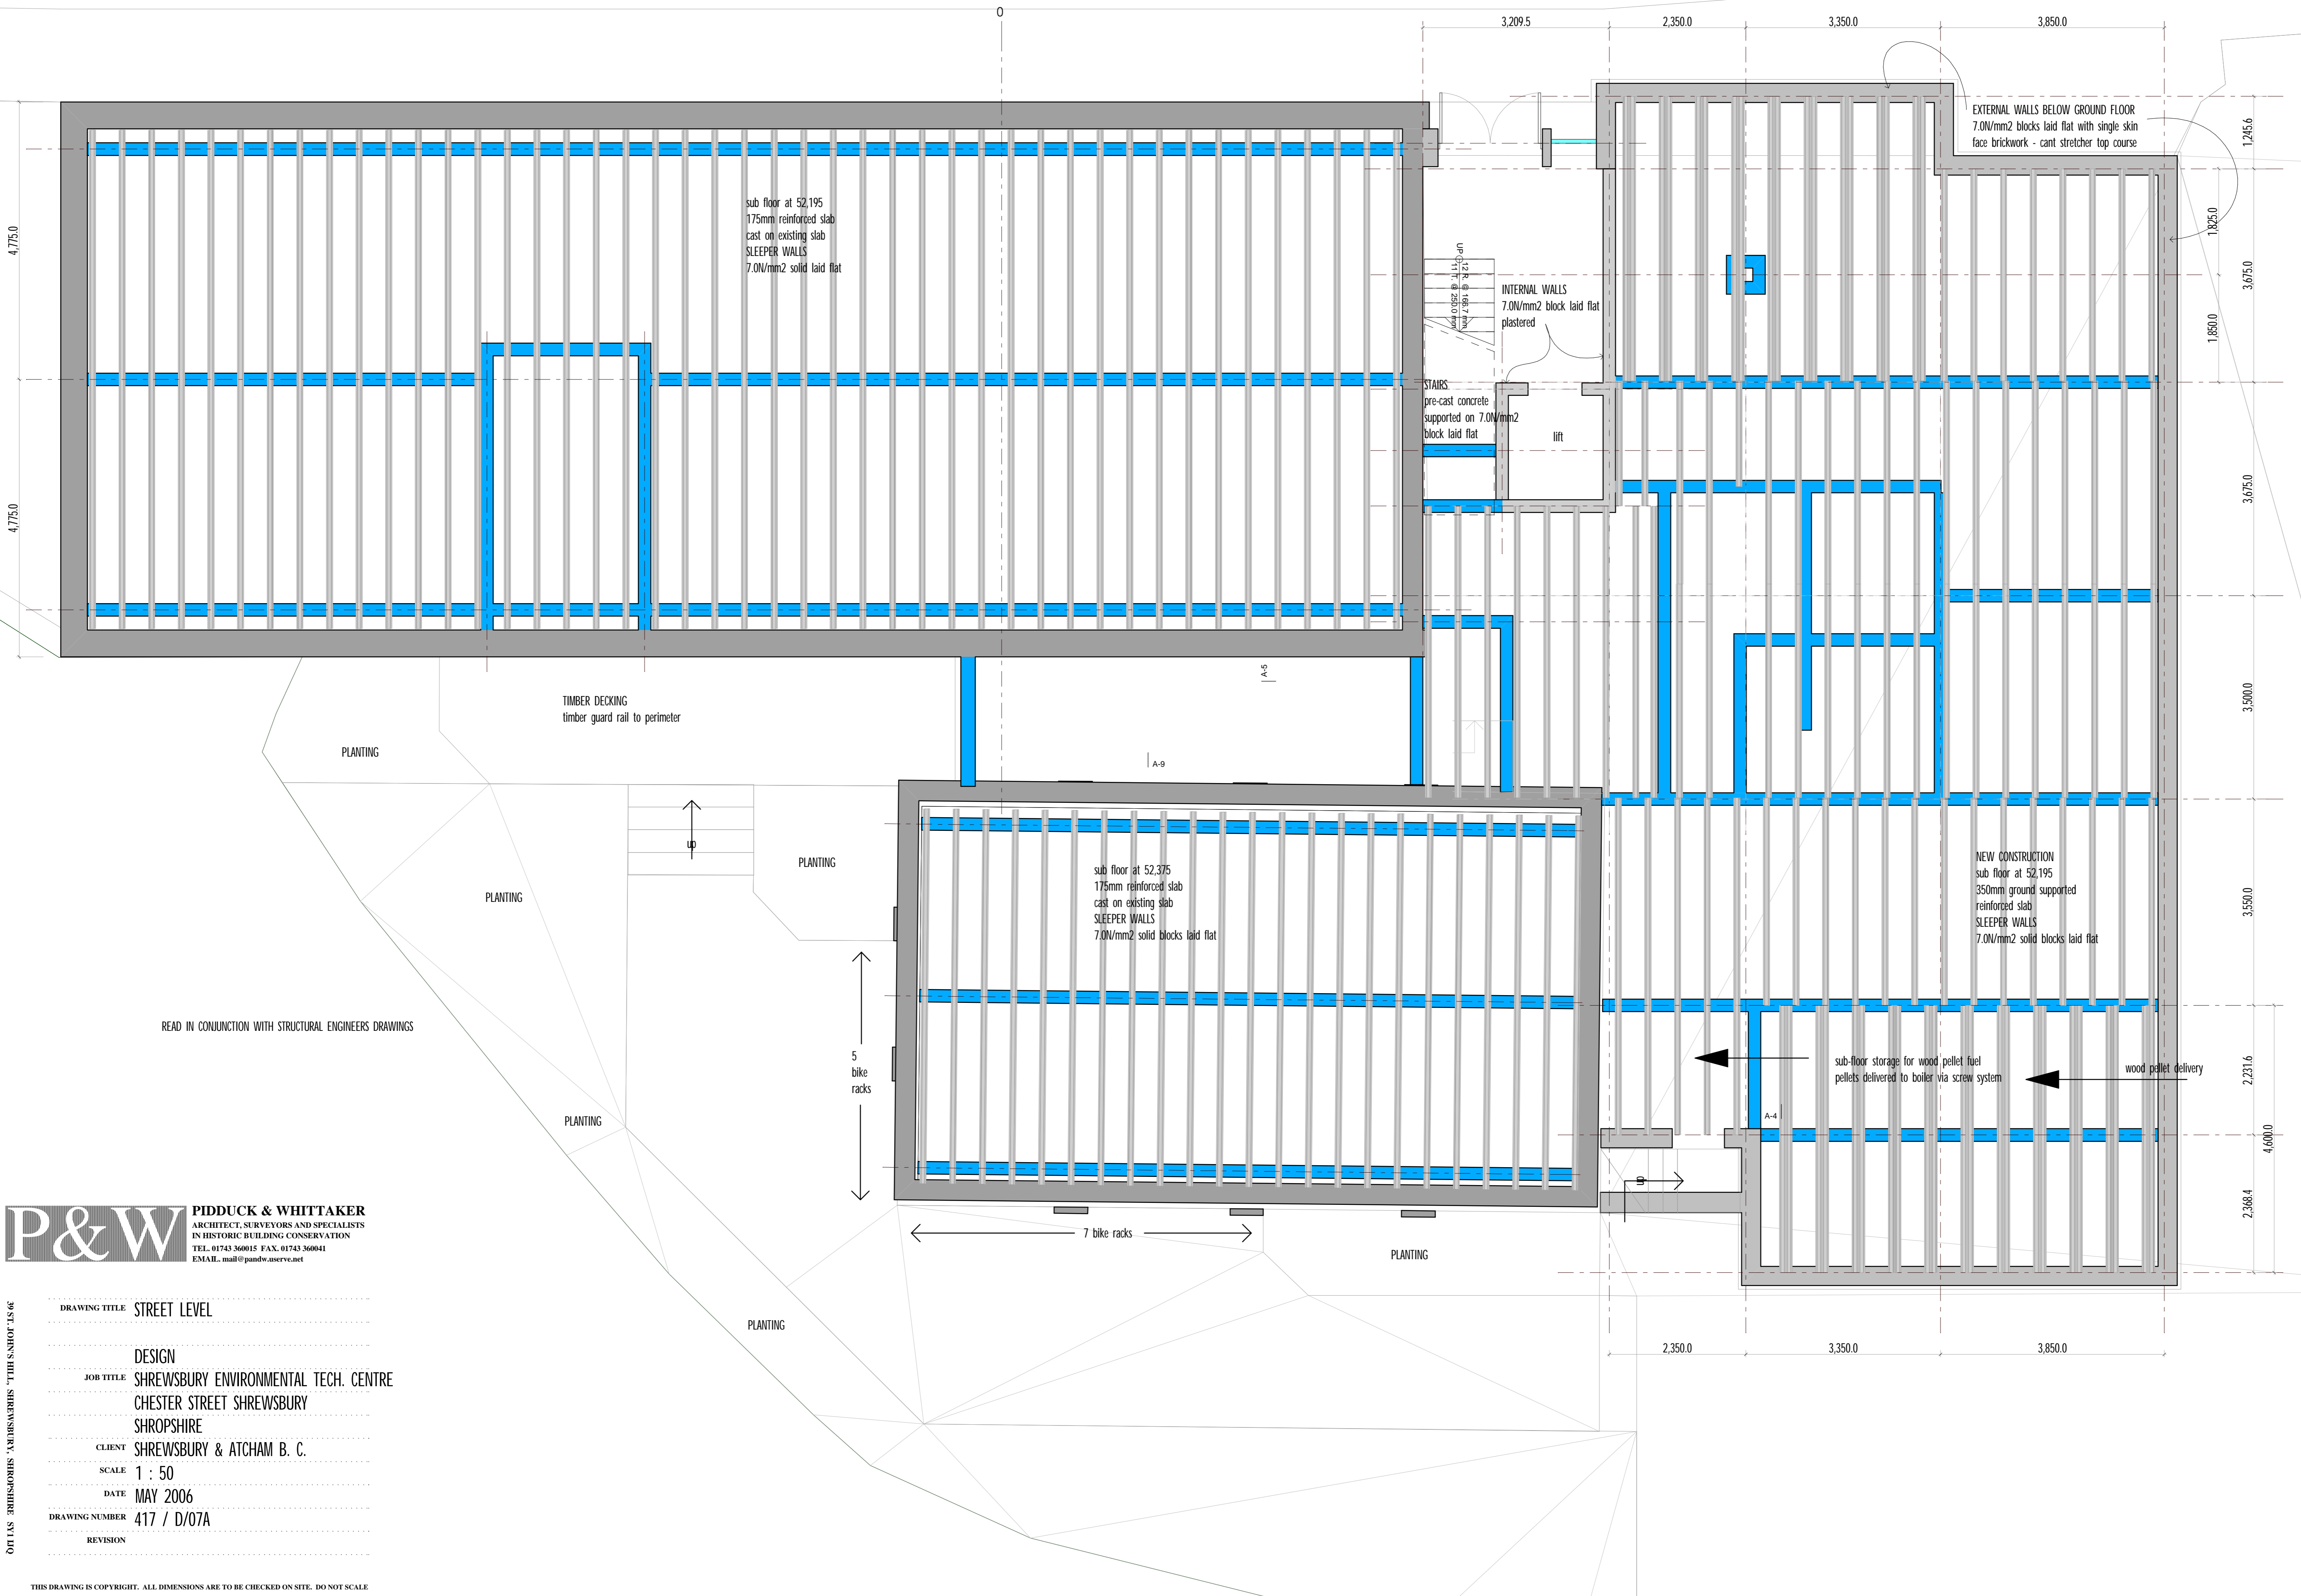 0
3,209.5
2,350.0
3,350.0
3,850.0
EXTERNAL WALLS BELOW GROUND FLOOR
7.0N/mm2 blocks laid flat with single skin
face brickwork - cant stretcher top course
1,245.6
1,825.0
3,675.0
1,850.0
4,775.0
sub floor at 52,195
175mm reinforced slab
cast on existing slab
SLEEPER WALLS
7.0N/mm2 solid laid flat
UP
12 R. @ 166.7 mm
11 T. @ 250.0 mm
INTERNAL WALLS
7.0N/mm2 block laid flat
plastered
STAIRS
pre-cast concrete
supported on 7.0N/mm2
block laid flat
lift
4,775.0
3,675.0
A-5
TIMBER DECKING
timber guard rail to perimeter
PLANTING
A-9
3,500.0
up
PLANTING
PLANTING
sub floor at 52,375
175mm reinforced slab
cast on existing slab
SLEEPER WALLS
7.0N/mm2 solid blocks laid flat
NEW CONSTRUCTION
sub floor at 52,195
350mm ground supported
reinforced slab
SLEEPER WALLS
7.0N/mm2 solid blocks laid flat
3,550.0
READ IN CONJUNCTION WITH STRUCTURAL ENGINEERS DRAWINGS
5
bike
racks
sub-floor storage for wood pellet fuel
pellets delivered to boiler via screw system
wood pellet delivery
2,231.6
A-4
PLANTING
4,600.0
up
2,368.4
7 bike racks
PLANTING
PLANTING
2,350.0
3,350.0
3,850.0
P&W
PIDDUCK & WHITTAKER
ARCHITECT, SURVEYORS AND SPECIALISTS
IN HISTORIC BUILDING CONSERVATION
TEL. 01743 360015 FAX. 01743 360041
EMAIL. mail@pandw.userve.net
39 ST. JOHN'S HILL, SHREWSBURY, SHROPSHIRE SY1 1JQ
DRAWING TITLE STREET LEVEL
DESIGN
JOB TITLE SHREWSBURY ENVIRONMENTAL TECH. CENTRE
CHESTER STREET SHREWSBURY
SHROPSHIRE
CLIENT SHREWSBURY & ATCHAM B. C.
SCALE 1 : 50
DATE MAY 2006
DRAWING NUMBER 417 / D/07A
REVISION
THIS DRAWING IS COPYRIGHT. ALL DIMENSIONS ARE TO BE CHECKED ON SITE. DO NOT SCALE